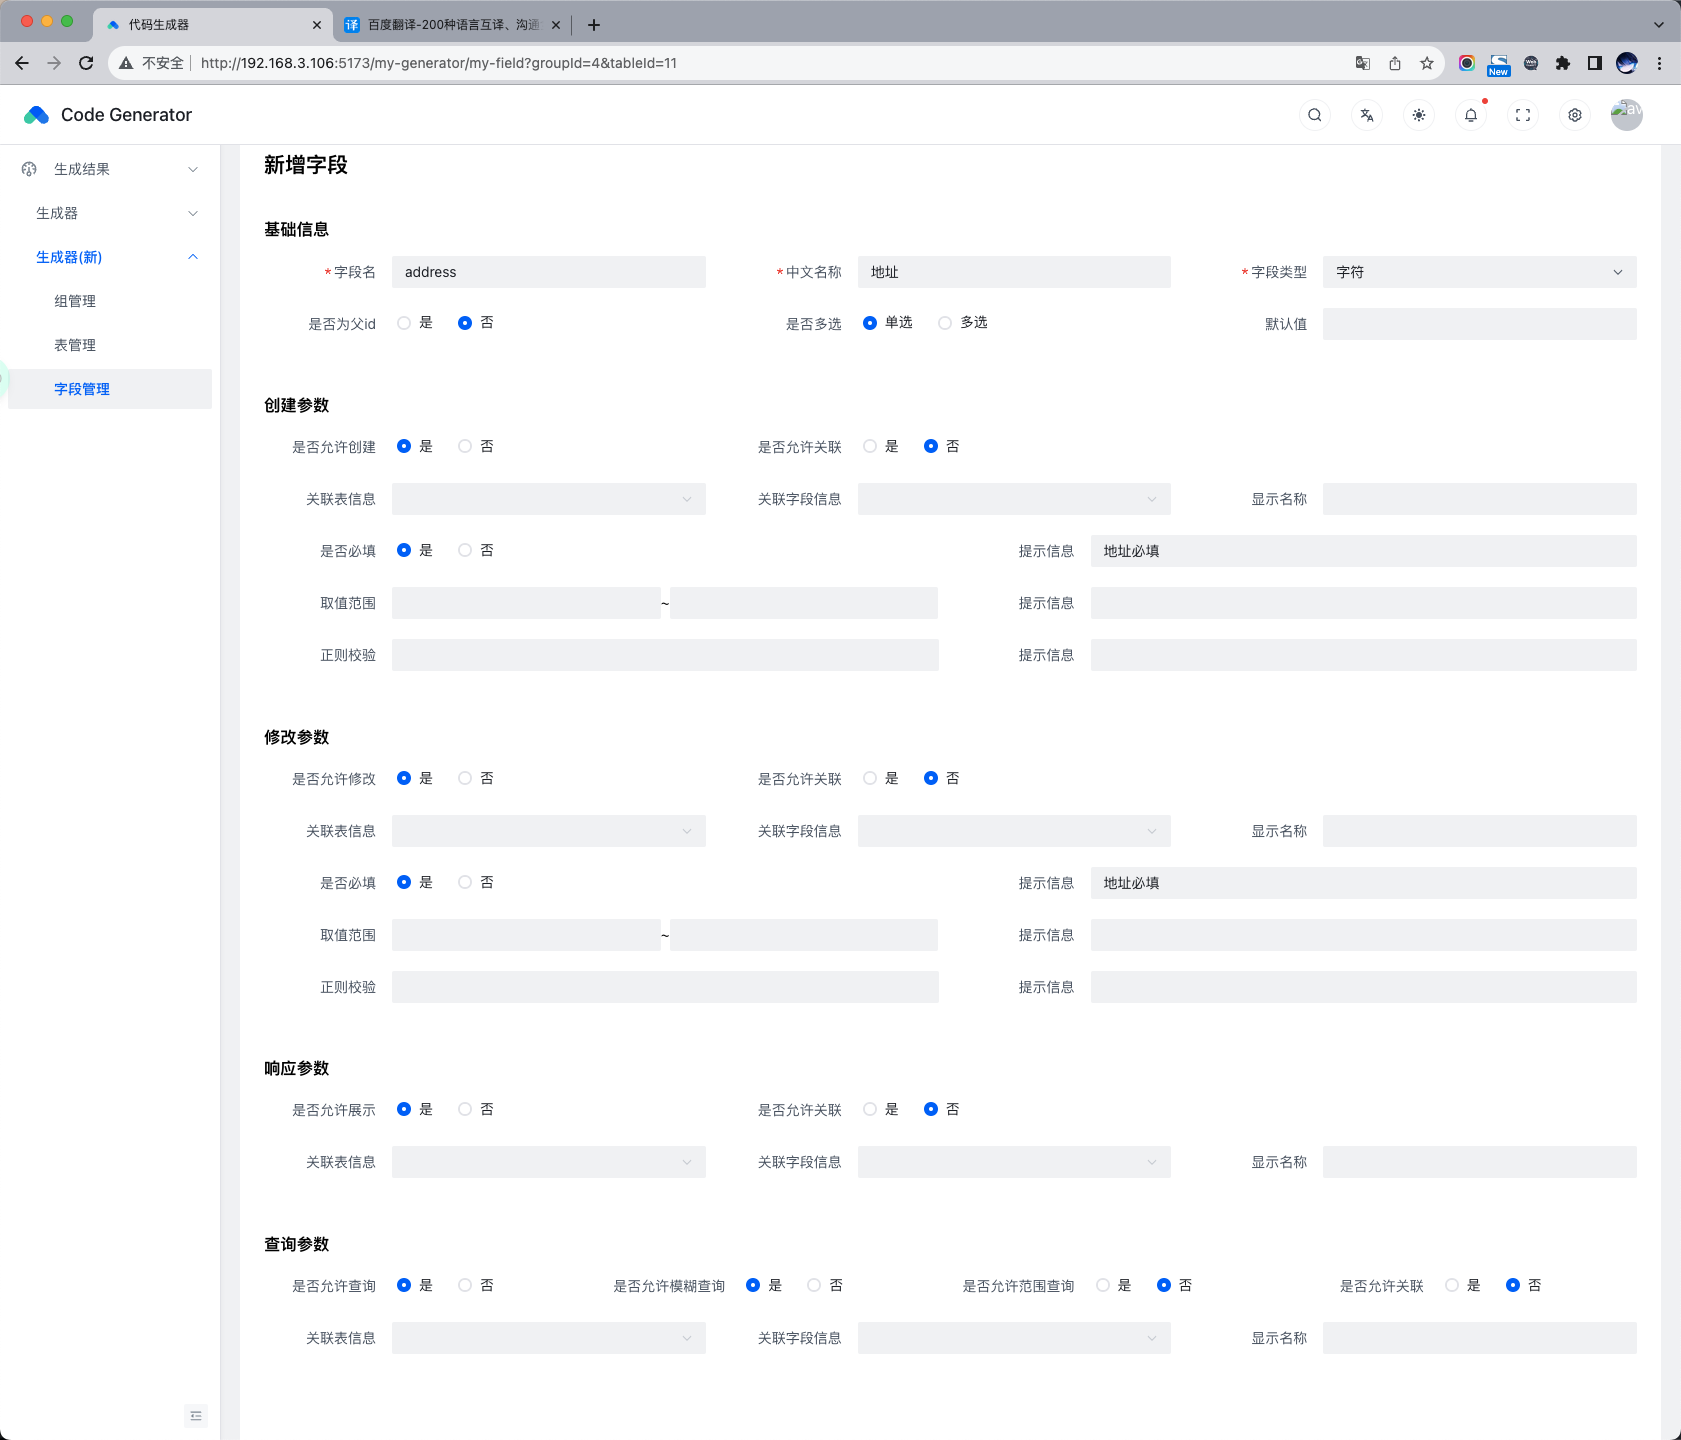 代码生成器
百度翻译-200种语言互译、沟通
不安全 http://192.168.3.106:5173/my-generator/my-field?groupId=4&tableId=11
New
Code Generator
生成结果
生成器
生成器(新)
组管理
表管理
字段管理
新增字段
基础信息
*字段名 address *中文名称 地址 *字段类型 字符
是否为父id 是 否 是否多选 单选 多选 默认值
创建参数
是否允许创建 是 否 是否允许关联 是 否
关联表信息 关联字段信息 显示名称
是否必填 是 否 提示信息 地址必填
取值范围 ~ 提示信息
正则校验 提示信息
修改参数
是否允许修改 是 否 是否允许关联 是 否
关联表信息 关联字段信息 显示名称
是否必填 是 否 提示信息 地址必填
取值范围 ~ 提示信息
正则校验 提示信息
响应参数
是否允许展示 是 否 是否允许关联 是 否
关联表信息 关联字段信息 显示名称
查询参数
是否允许查询 是 否 是否允许模糊查询 是 否 是否允许范围查询 是 否 是否允许关联 是 否
关联表信息 关联字段信息 显示名称